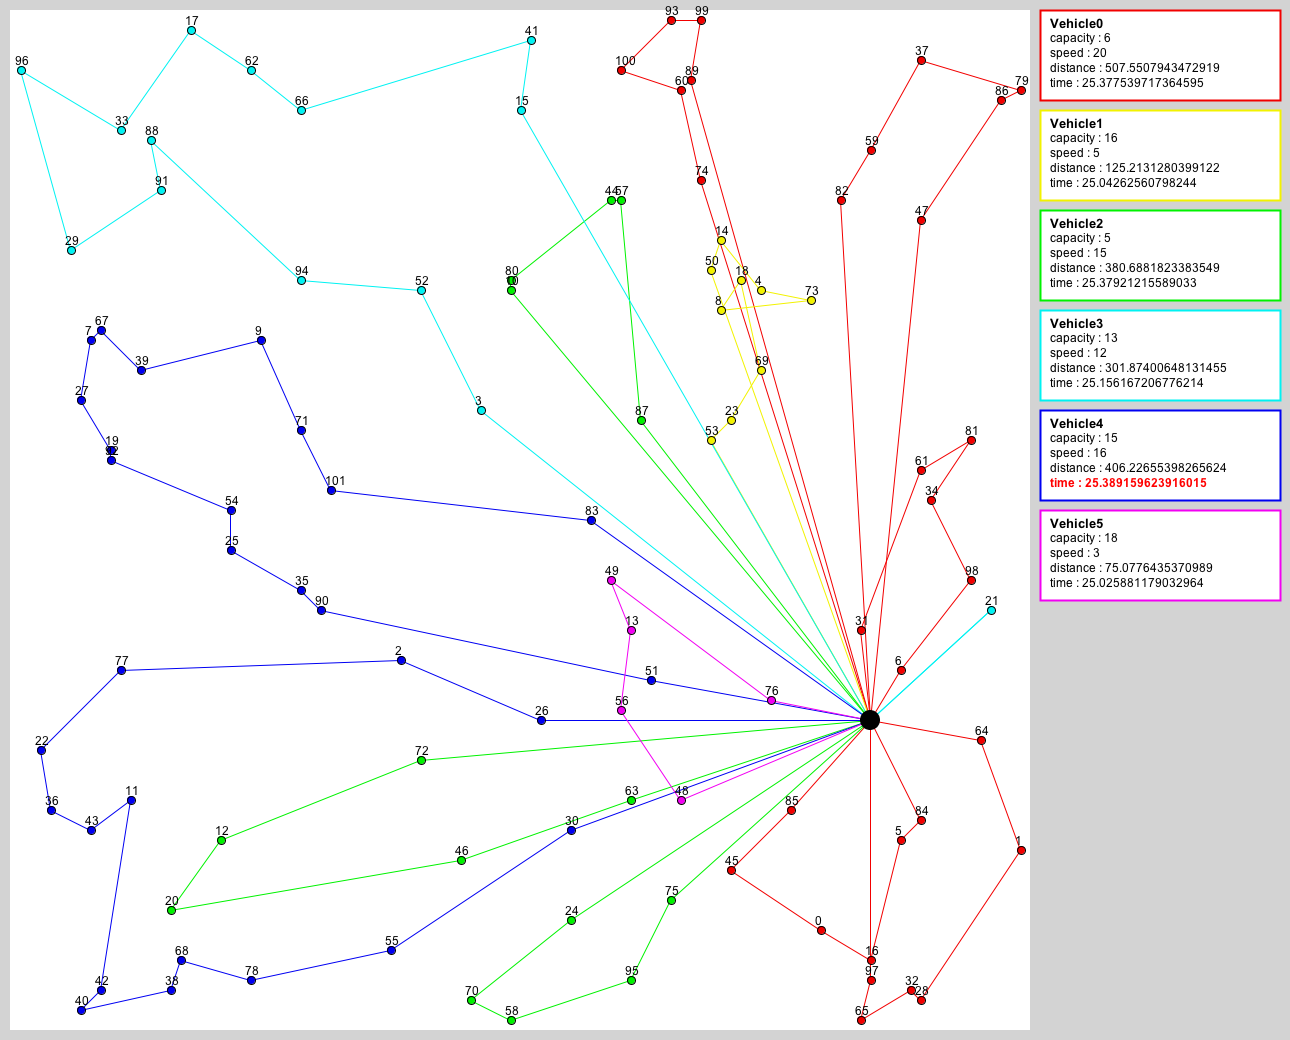 93 99
17
41
37
96 62 100 60 89 79
86
66 15
33
88 59
74
91 82
44 57
47
29 14
50
94 52 80 18 4 73
8
7 67 9
39 69
27 3
71 87 23
53 81
19
61
101 34
54 83
25
49 98
35
90 21
13 31
2
77 51 6
76
26 56
22 72 64
36 11 63 48 85
43 30 84
12 5 1
46 45
20 75
24 0
55
68 16
78 95 97
42 38 32
40 70 28
58 65
Vehicle0
capacity : 6
speed : 20
distance : 507.5507943472919
time : 25.377539717364595
Vehicle1
capacity : 16
speed : 5
distance : 125.2131280399122
time : 25.04262560798244
Vehicle2
capacity : 5
speed : 15
distance : 380.6881823383549
time : 25.37921215589033
Vehicle3
capacity : 13
speed : 12
distance : 301.87400648131455
time : 25.156167206776214
Vehicle4
capacity : 15
speed : 16
distance : 406.22655398265624
time : 25.389159623916015
Vehicle5
capacity : 18
speed : 3
distance : 75.0776435370989
time : 25.025881179032964